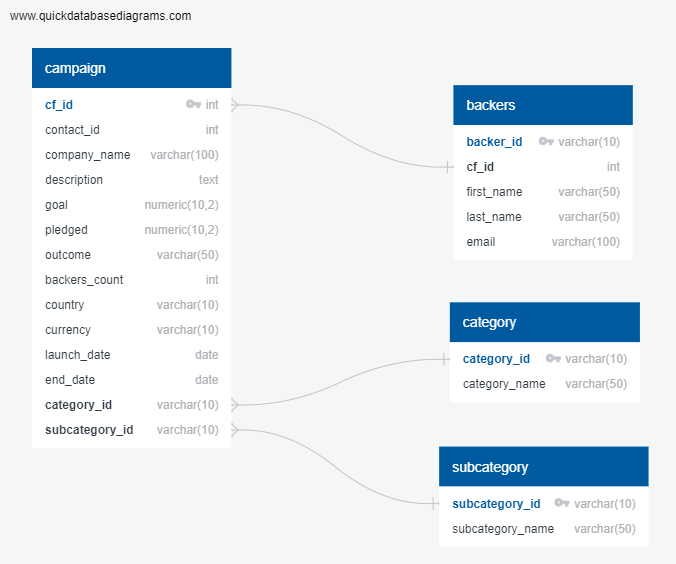 www.quickdatabasediagrams.com
campaign
cf_id int
contact_id int
company_name varchar(100)
description text
goal numeric(10,2)
pledged numeric(10,2)
outcome varchar(50)
backers_count int
country varchar(10)
currency varchar(10)
launch_date date
end_date date
category_id varchar(10)
subcategory_id varchar(10)
backers
backer_id varchar(10)
cf_id int
first_name varchar(50)
last_name varchar(50)
email varchar(100)
category
category_id varchar(10)
category_name varchar(50)
subcategory
subcategory_id varchar(10)
subcategory_name varchar(50)